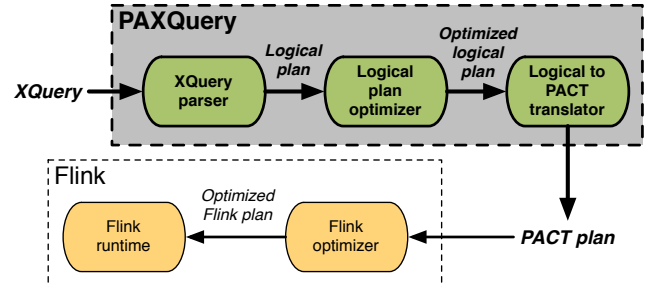 PAXQuery
XQuery
XQuery
parser
Logical
plan
Logical
plan
optimizer
Optimized
logical
plan
Logical to
PACT
translator
Flink
Flink
runtime
Optimized
Flink plan
Flink
optimizer
PACT plan